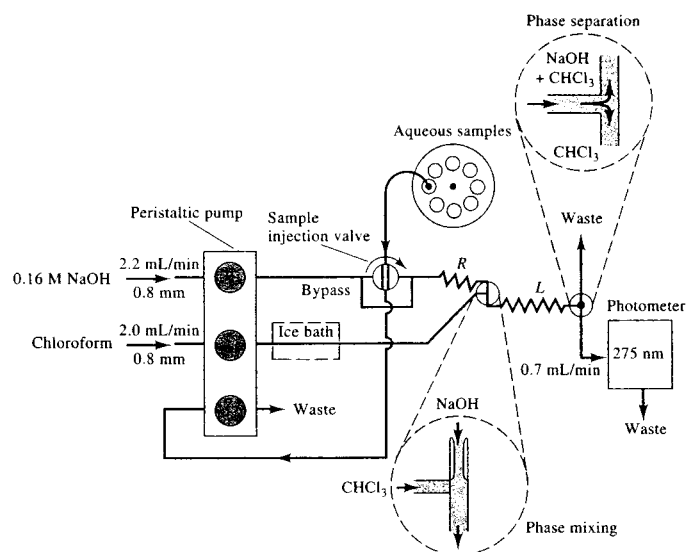 Phase separation
NaOH
+ CHCl₃
CHCl₃
Aqueous samples
Peristaltic pump
Sample
injection valve
Waste
2.2 mL/min
0.16 M NaOH
0.8 mm
Bypass
R
L
Photometer
2.0 mL/min
Chloroform
0.8 mm
Ice bath
275 nm
0.7 mL/min
Waste
NaOH
Waste
CHCl₃
Phase mixing